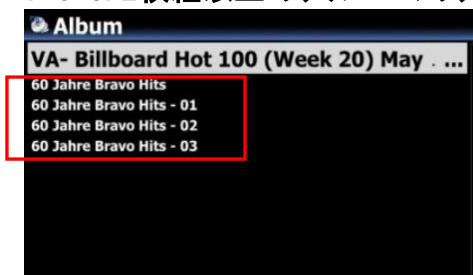 Album
VA- Billboard Hot 100 (Week 20) May . ...
60 Jahre Bravo Hits
60 Jahre Bravo Hits - 01
60 Jahre Bravo Hits - 02
60 Jahre Bravo Hits - 03